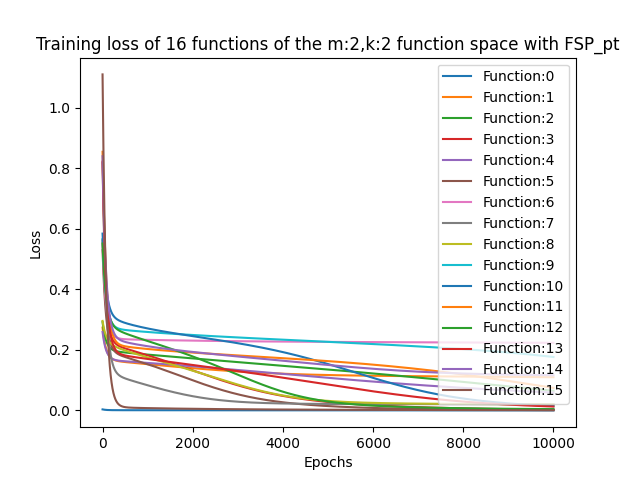 Training loss of 16 functions of the m:2,k:2 function space with FSP_pt
Loss
1.0
0.8
0.6
0.4
0.2
0.0
0
2000
4000
6000
8000
10000
Epochs
Function:0
Function:1
Function:2
Function:3
Function:4
Function:5
Function:6
Function:7
Function:8
Function:9
Function:10
Function:11
Function:12
Function:13
Function:14
Function:15